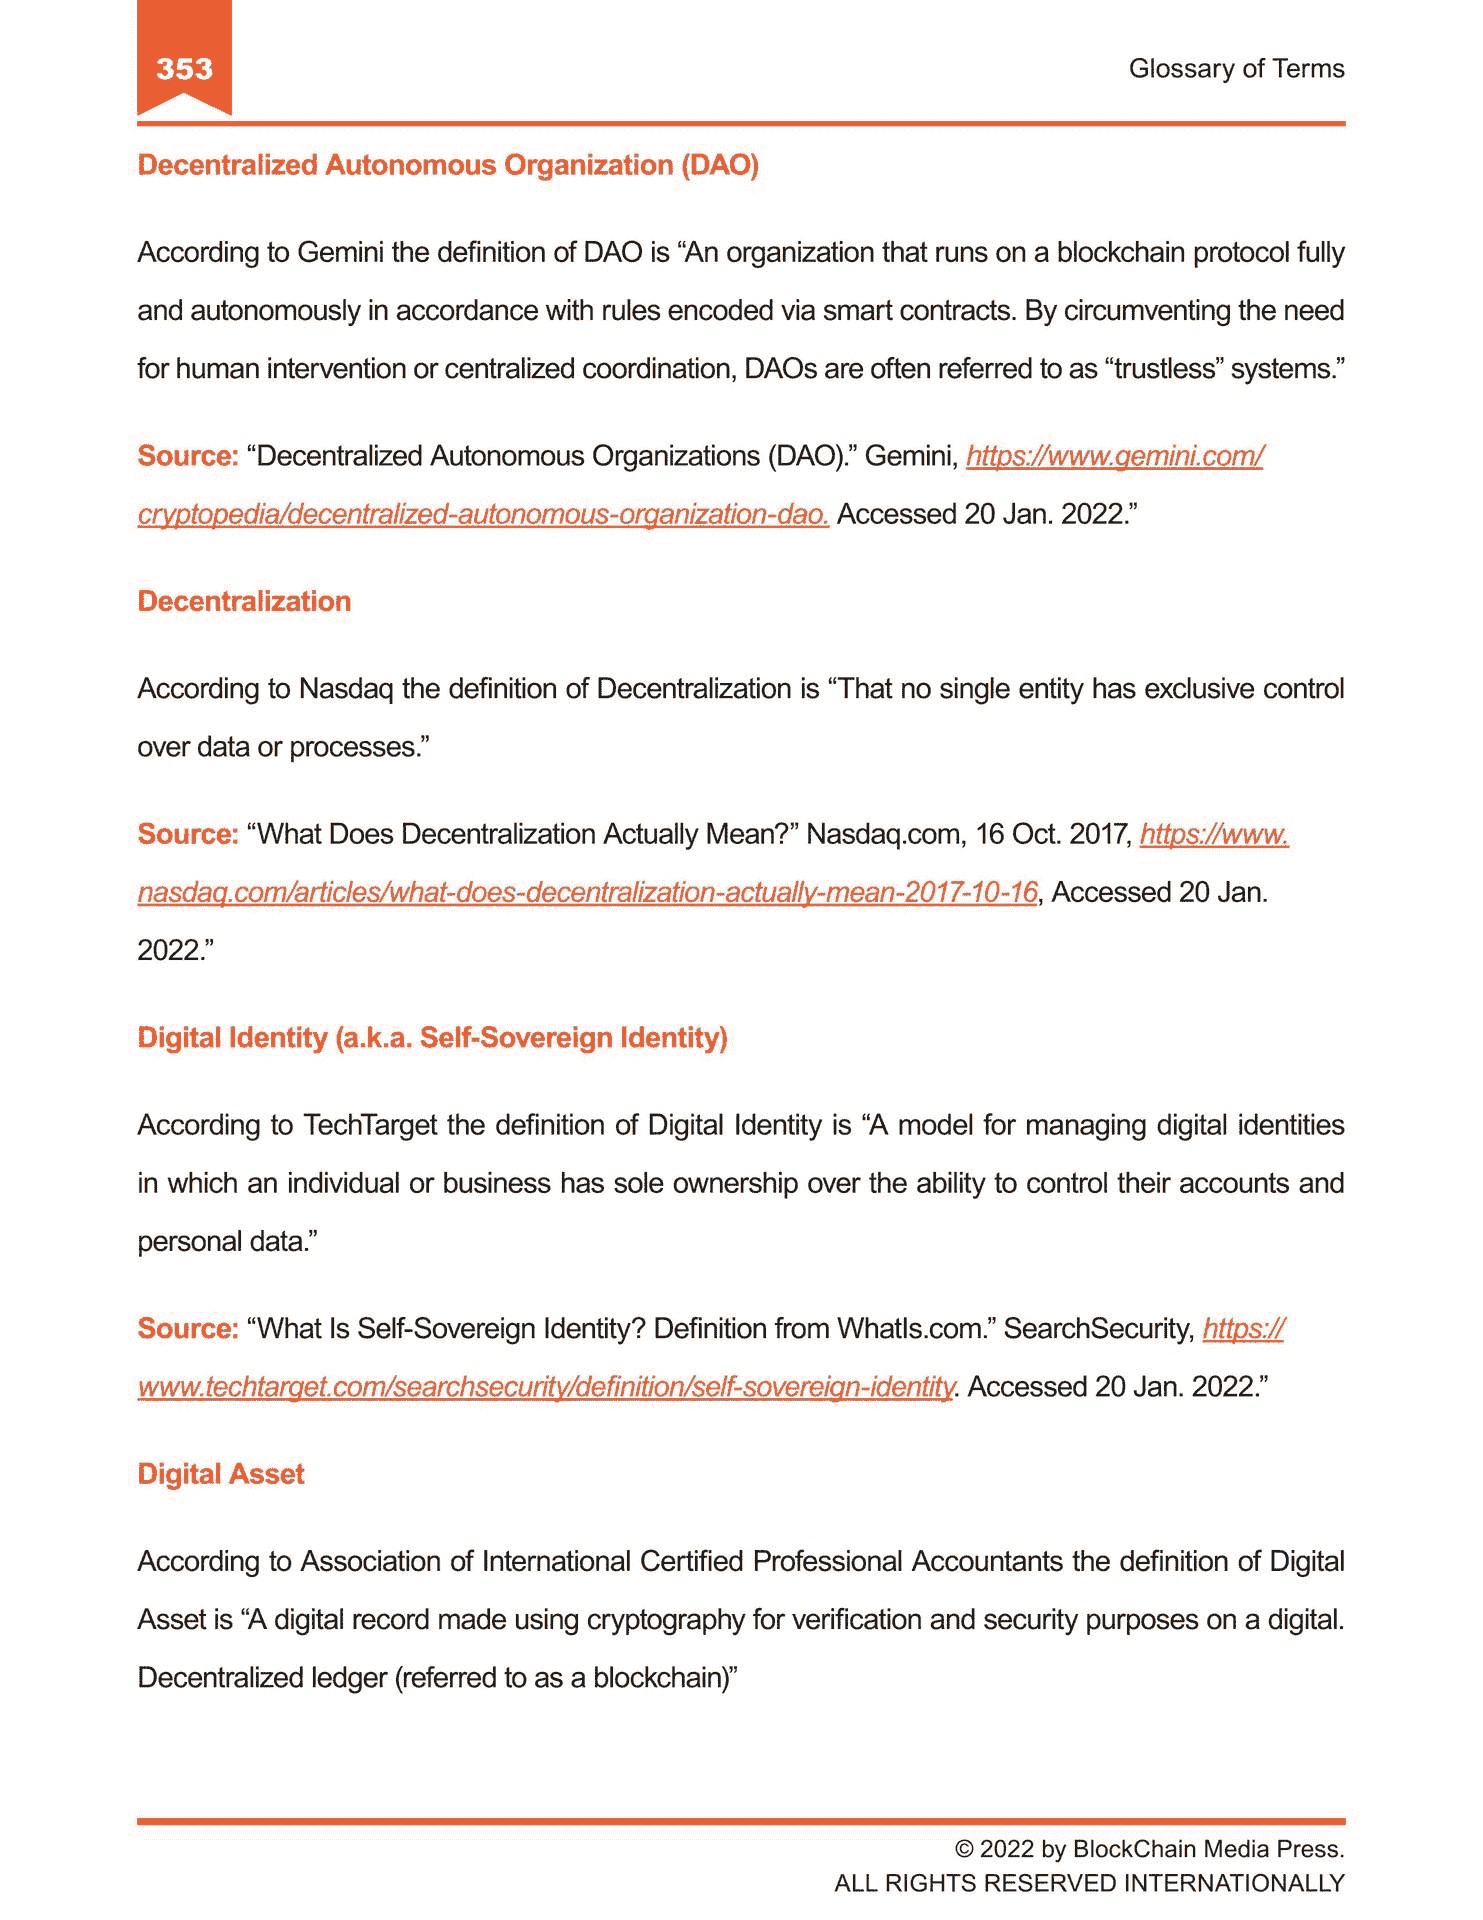 353
Glossary of Terms
Decentralized Autonomous Organization (DAO)
According to Gemini the definition of DAO is “An organization that runs on a blockchain protocol fully
and autonomously in accordance with rules encoded via smart contracts. By circumventing the need
for human intervention or centralized coordination, DAOs are often referred to as “trustless” systems.”
Source: “Decentralized Autonomous Organizations (DAO).” Gemini, https://www.gemini.com/
cryptopedia/decentralized-autonomous-organization-dao. Accessed 20 Jan. 2022.”
Decentralization
According to Nasdaq the definition of Decentralization is “That no single entity has exclusive control
over data or processes.”
Source: “What Does Decentralization Actually Mean?” Nasdaq.com, 16 Oct. 2017, https://www.
nasdaq.com/articles/what-does-decentralization-actually-mean-2017-10-16, Accessed 20 Jan.
2022.”
Digital Identity (a.k.a. Self-Sovereign Identity)
According to TechTarget the definition of Digital Identity is “A model for managing digital identities
in which an individual or business has sole ownership over the ability to control their accounts and
personal data.”
Source: “What Is Self-Sovereign Identity? Definition from WhatIs.com.” SearchSecurity, https://
www.techtarget.com/searchsecurity/definition/self-sovereign-identity. Accessed 20 Jan. 2022.”
Digital Asset
According to Association of International Certified Professional Accountants the definition of Digital
Asset is “A digital record made using cryptography for verification and security purposes on a digital.
Decentralized ledger (referred to as a blockchain)”
© 2022 by BlockChain Media Press.
ALL RIGHTS RESERVED INTERNATIONALLY